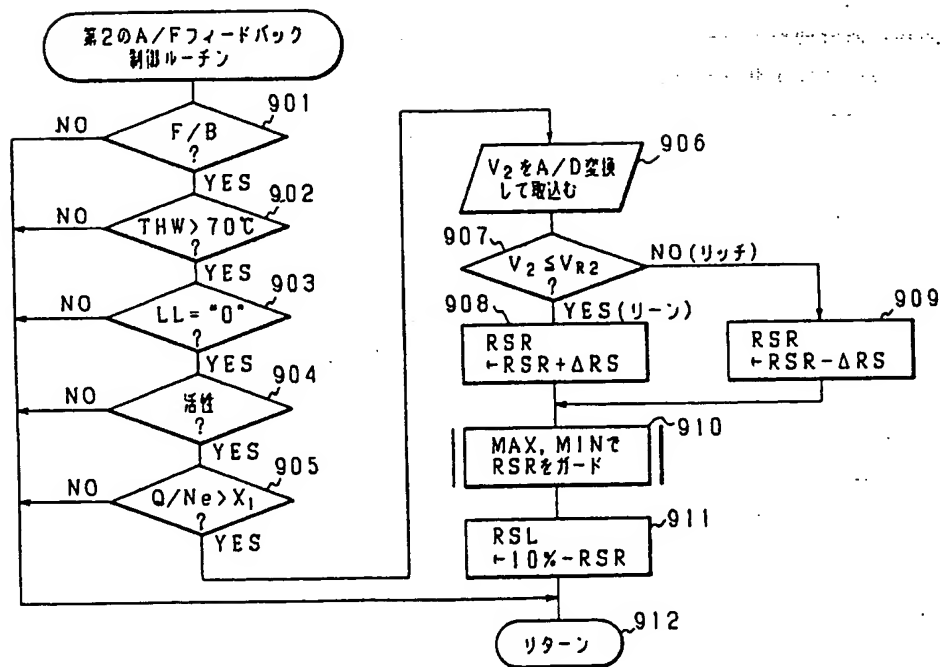 第2のA/Fフィードバック
制御ルーチン
901
NO
F/B
?
YES
902
NO
THW>70℃
?
YES
903
NO
LL="0"
?
YES
904
NO
活性
?
YES
905
NO
Q/Ne>X1
?
YES
906
V2をA/D変換
して取込む
907
V2≦VR2
?
NO(リッチ)
YES(リーン)
908
RSR
←RSR+ΔRS
909
RSR
←RSR-ΔRS
910
MAX,MINで
RSRをガード
911
RSL
←10%-RSR
リターン
912